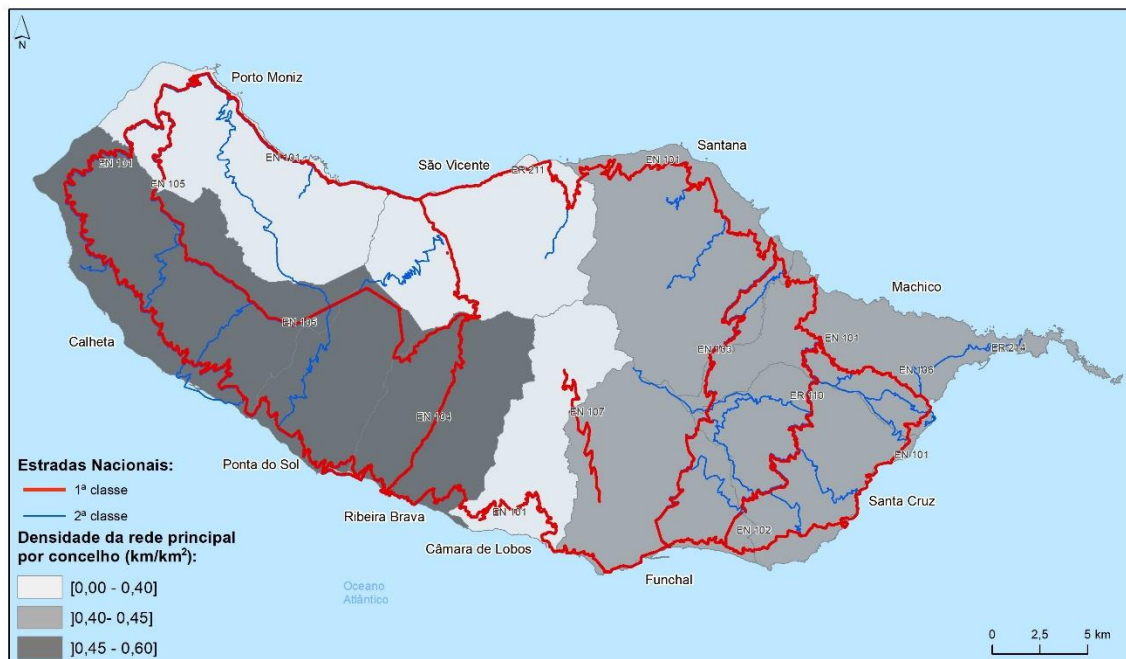 N
Porto Moniz
EN 101
EN 105
EN 101
São Vicente
ER 211
EN 101
Santana
Machico
EN 101
EN 103
ER 110
ER 214
EN 101
Calheta
EN 105
EN 104
EN 107
Ponta do Sol
Ribeira Brava
EN 101
Câmara de Lobos
EN 102
Santa Cruz
Funchal
Oceano
Atlântico
Estradas Nacionais:
1ª classe
2ª classe
Densidade da rede principal
por concelho (km/km²):
[0,00 - 0,40]
]0,40- 0,45]
]0,45 - 0,60]
0 2,5 5 km